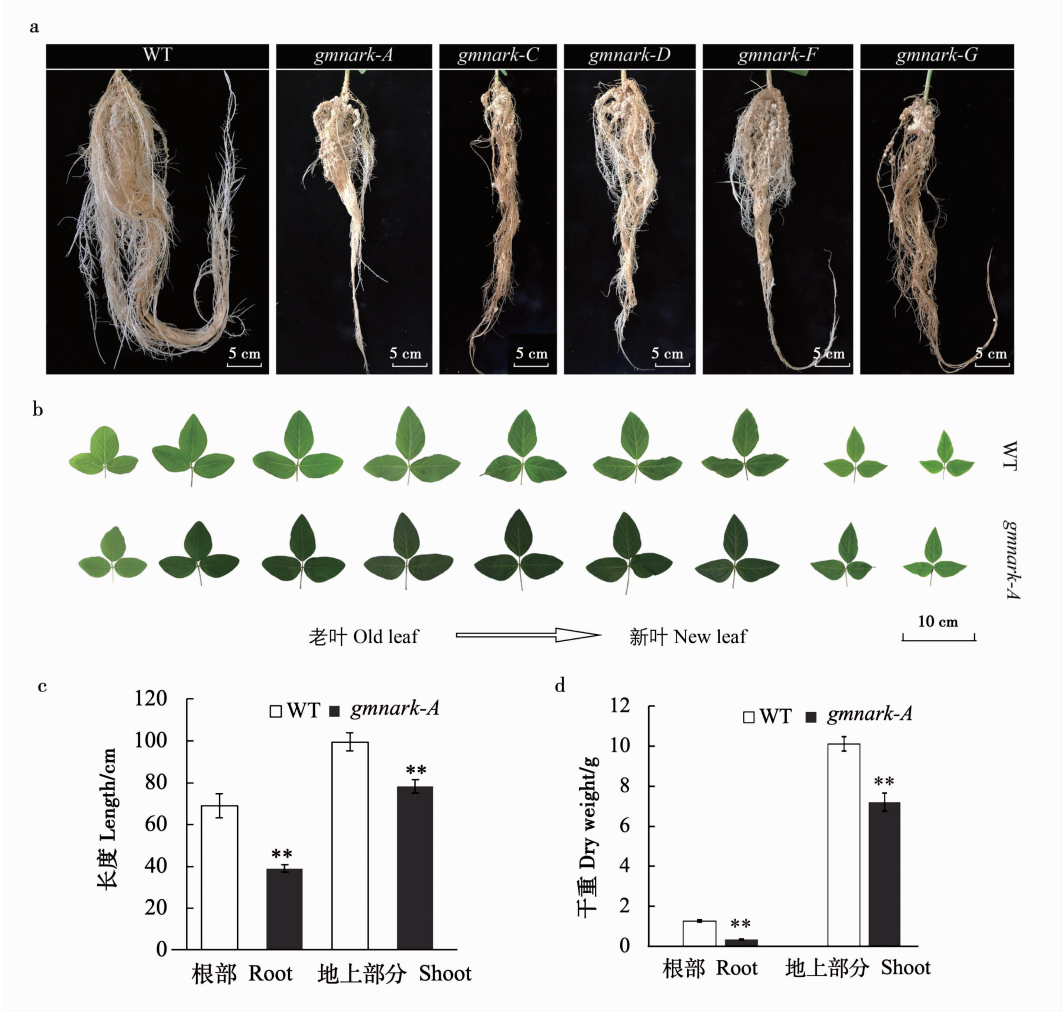 a
WT
gmnark-A
gmnark-C
gmnark-D
gmnark-F
gmnark-G
5 cm
5 cm
5 cm
5 cm
5 cm
5 cm
b
WT
gmnark-A
老叶 Old leaf
新叶 New leaf
10 cm
c
长度 Length/cm
120
100
80
60
40
20
0
WT
gmnark-A
**
**
根部 Root
地上部分 Shoot
d
干重 Dry weight/g
12
10
8
6
4
2
0
WT
gmnark-A
**
**
根部 Root
地上部分 Shoot